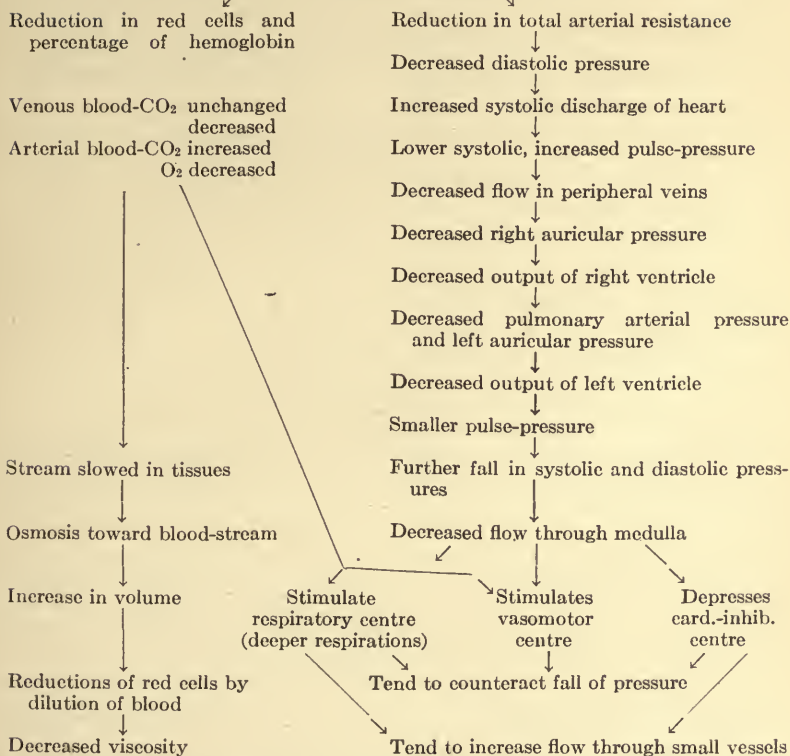 Reduction in red cells and
percentage of hemoglobin
Venous blood-CO₂ unchanged
decreased
Arterial blood-CO₂ increased
O₂ decreased
Stream slowed in tissues
Osmosis toward blood-stream
Increase in volume
Reductions of red cells by
dilution of blood
Decreased viscosity
Reduction in total arterial resistance
Decreased diastolic pressure
Increased systolic discharge of heart
Lower systolic, increased pulse-pressure
Decreased flow in peripheral veins
Decreased right auricular pressure
Decreased output of right ventricle
Decreased pulmonary arterial pressure
and left auricular pressure
Decreased output of left ventricle
Smaller pulse-pressure
Further fall in systolic and diastolic press-
ures
Decreased flow through medulla
Stimulate
respiratory centre
(deeper respirations)
Stimulates
vasomotor
centre
Depresses
card.-inhib.
centre
Tend to counteract fall of pressure
Tend to increase flow through small vessels